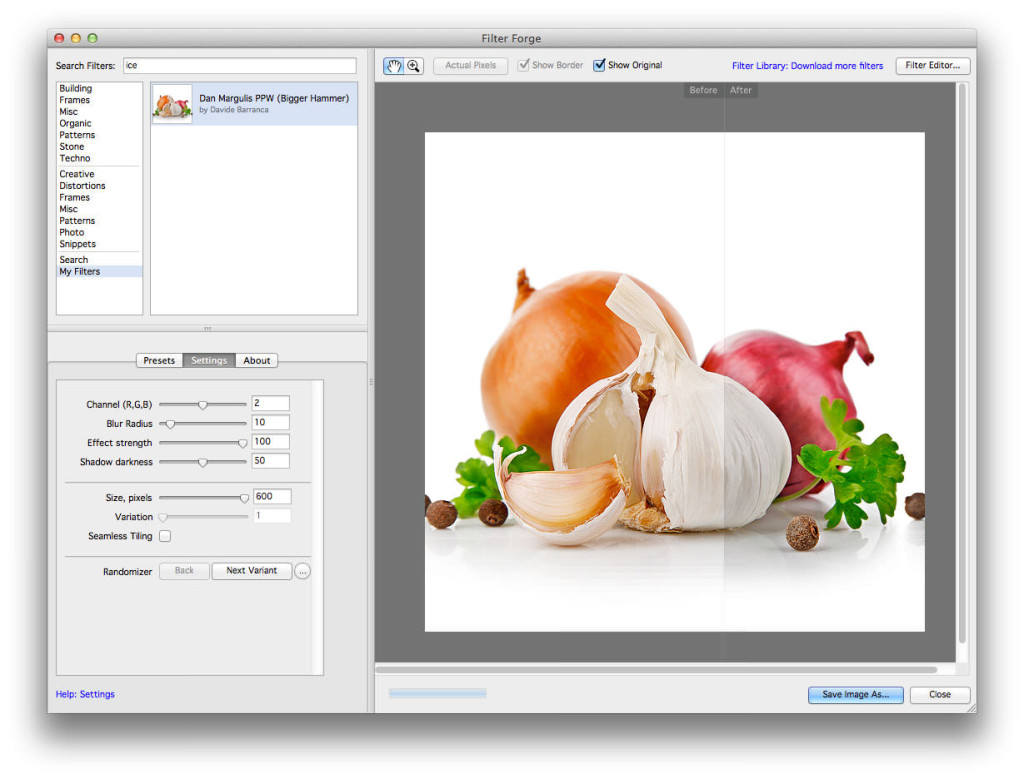 Filter Forge
Search Filters: ice
Building
Frames
Misc
Organic
Patterns
Stone
Techno
Creative
Distortions
Frames
Misc
Patterns
Photo
Snippets
Search
My Filters
Dan Margulis PPW (Bigger Hammer)
by Davide Barranca
Presets Settings About
Channel (R,G,B) 2
Blur Radius 10
Effect strength 100
Shadow darkness 50
Size, pixels 600
Variation 1
Seamless Tiling
Randomizer Back Next Variant ...
Help: Settings
Actual Pixels Show Border Show Original Filter Library: Download more filters Filter Editor...
Before After
Save Image As... Close